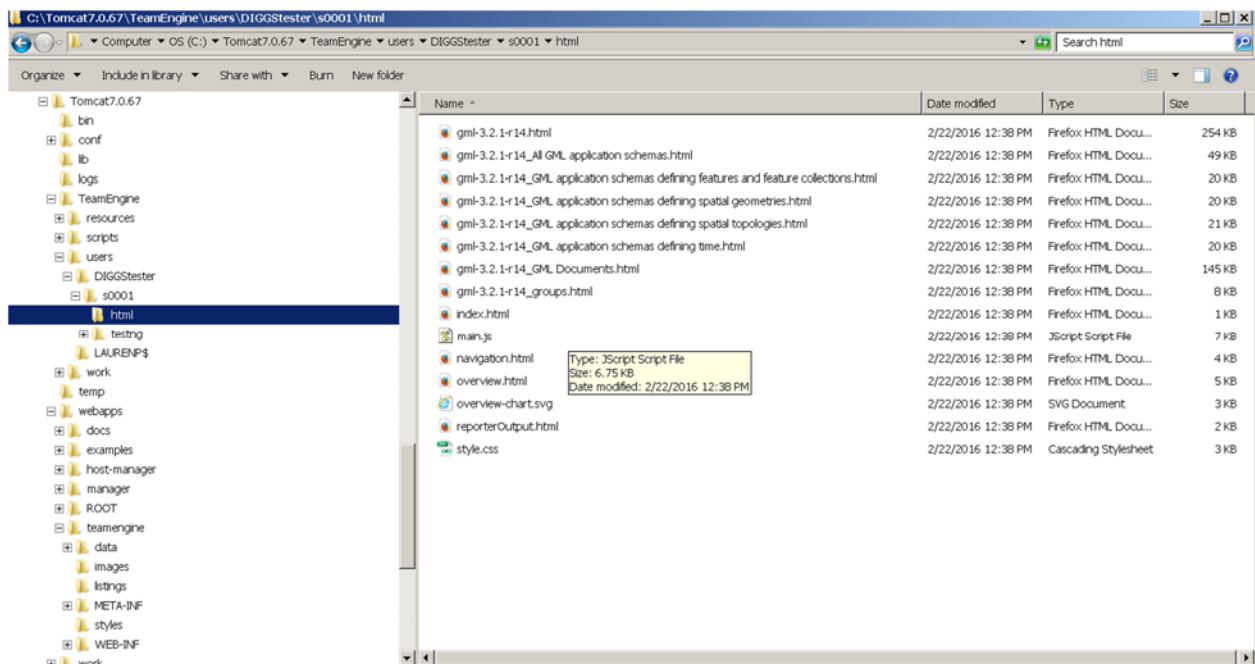 C:\Tomcat7.0.67\TeamEngine\users\DIGGStester\s0001\html
Computer OS (C:) Tomcat7.0.67 TeamEngine users DIGGStester s0001 html Search html
Organize Include in library Share with Burn New folder
Tomcat7.0.67
bin
conf
lib
logs
TeamEngine
resources
scripts
users
DIGGStester
s0001
html
testng
LAURENP$
work
temp
webapps
docs
examples
host-manager
manager
ROOT
teamengine
data
images
listings
META-INF
styles
WEB-INF
work
Name Date modified Type Size
gml-3.2.1-r14.html 2/22/2016 12:38 PM Firefox HTML Docu... 254 KB
gml-3.2.1-r14_All GML application schemas.html 2/22/2016 12:38 PM Firefox HTML Docu... 49 KB
gml-3.2.1-r14_GML application schemas defining features and feature collections.html 2/22/2016 12:38 PM Firefox HTML Docu... 20 KB
gml-3.2.1-r14_GML application schemas defining spatial geometries.html 2/22/2016 12:38 PM Firefox HTML Docu... 20 KB
gml-3.2.1-r14_GML application schemas defining spatial topologies.html 2/22/2016 12:38 PM Firefox HTML Docu... 21 KB
gml-3.2.1-r14_GML application schemas defining time.html 2/22/2016 12:38 PM Firefox HTML Docu... 20 KB
gml-3.2.1-r14_GML Documents.html 2/22/2016 12:38 PM Firefox HTML Docu... 145 KB
gml-3.2.1-r14_groups.html 2/22/2016 12:38 PM Firefox HTML Docu... 8 KB
index.html 2/22/2016 12:38 PM Firefox HTML Docu... 1 KB
main.js 2/22/2016 12:38 PM JScript Script File 7 KB
navigation.html 2/22/2016 12:38 PM Firefox HTML Docu... 4 KB
overview.html 2/22/2016 12:38 PM Firefox HTML Docu... 5 KB
overview-chart.svg 2/22/2016 12:38 PM SVG Document 3 KB
reporterOutput.html 2/22/2016 12:38 PM Firefox HTML Docu... 2 KB
style.css 2/22/2016 12:38 PM Cascading Stylesheet 3 KB
Type: JScript Script File
Size: 6.75 KB
Date modified: 2/22/2016 12:38 PM